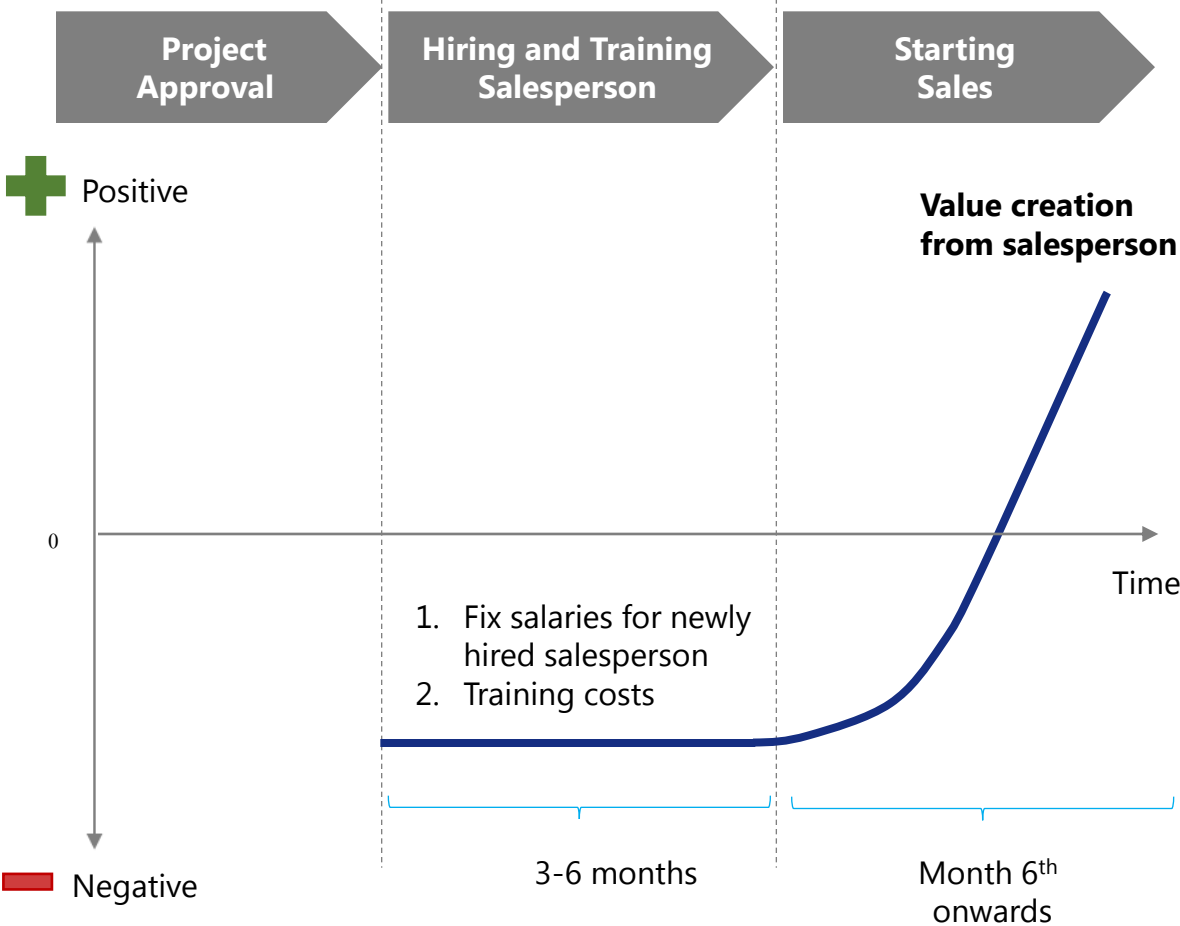 Project
Approval
Hiring and Training
Salesperson
Starting
Sales
Positive
Value creation
from salesperson
0
Time
1. Fix salaries for newly
hired salesperson
2. Training costs
3-6 months
Month 6th
onwards
Negative